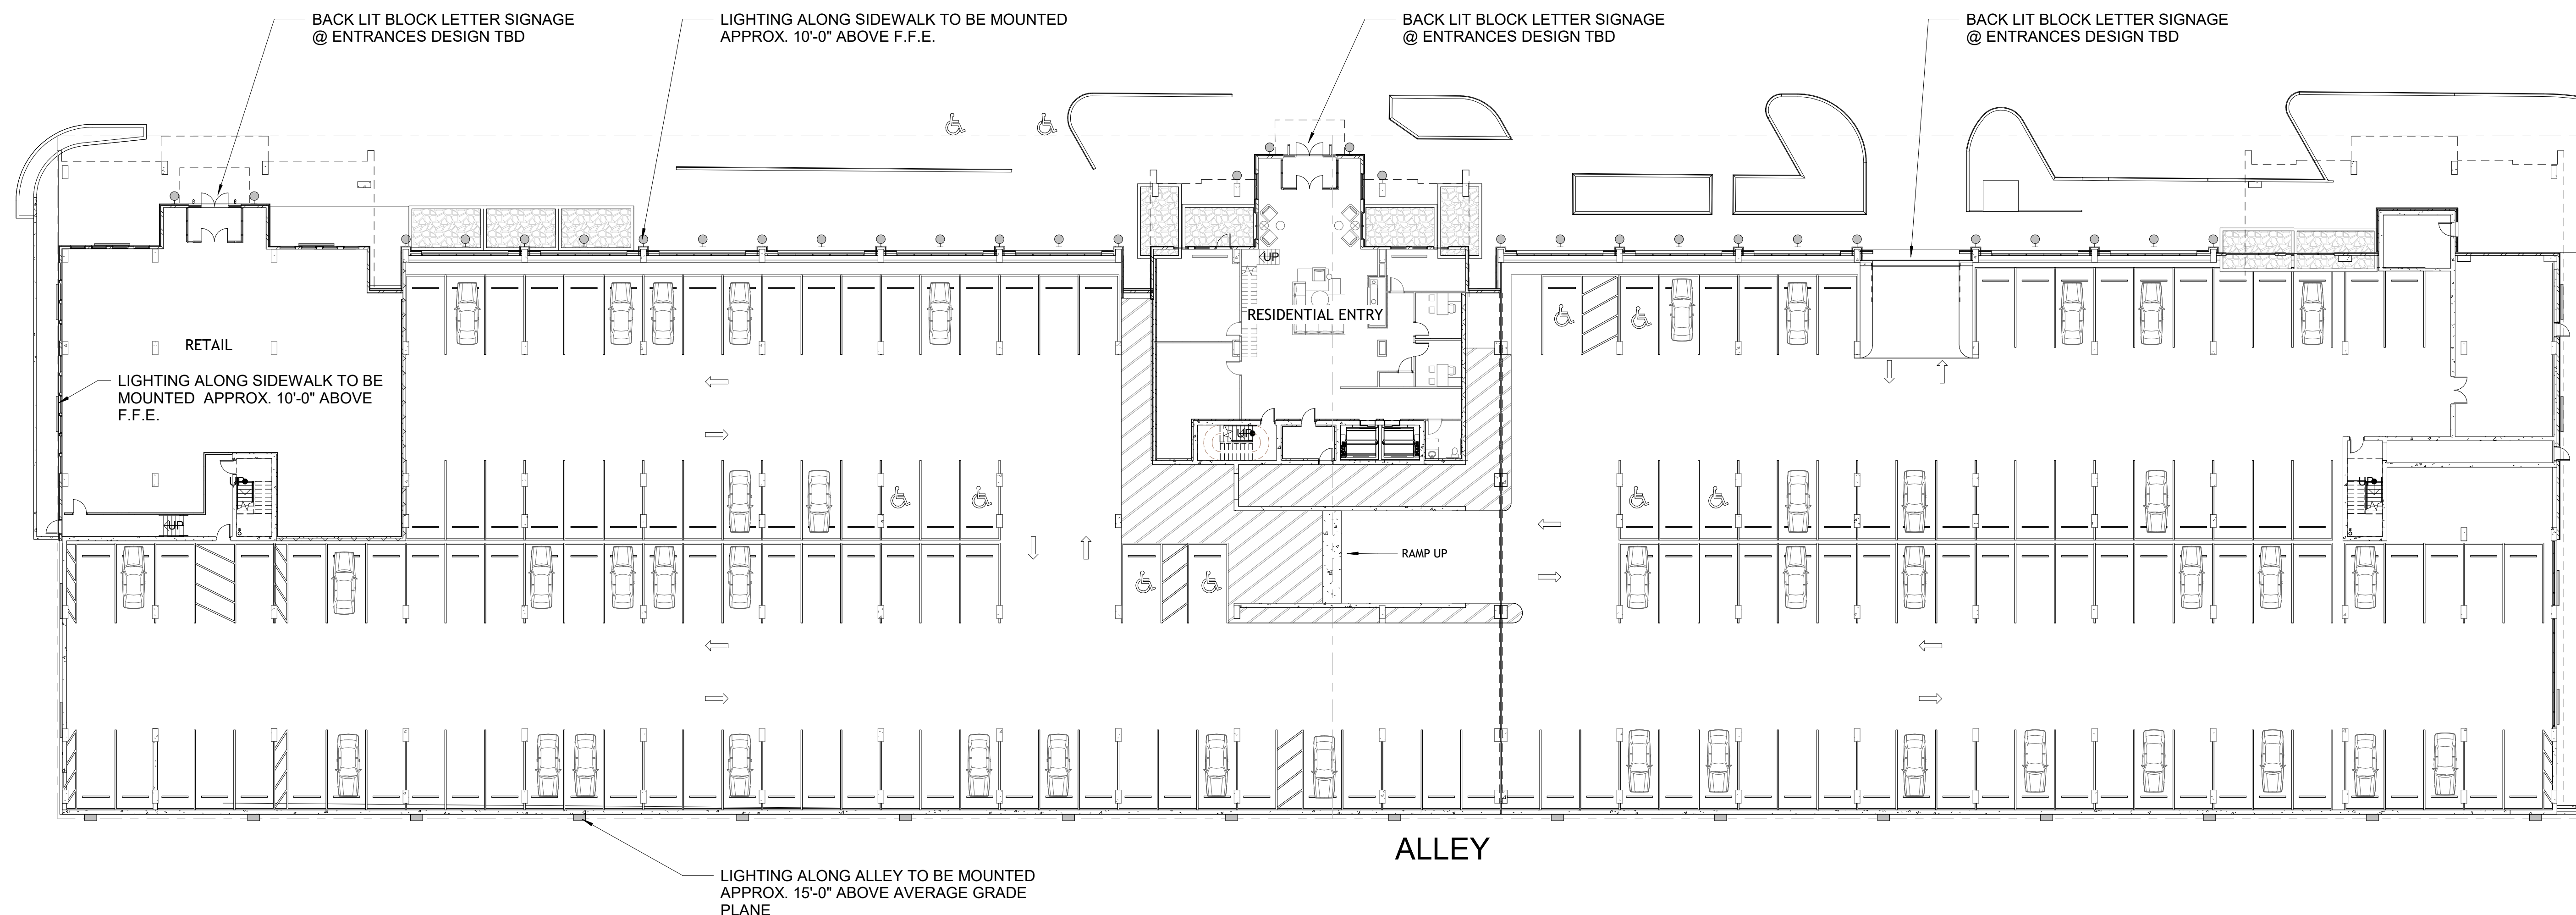 BACK LIT BLOCK LETTER SIGNAGE
@ ENTRANCES DESIGN TBD
LIGHTING ALONG SIDEWALK TO BE MOUNTED
APPROX. 10'-0" ABOVE F.F.E.
BACK LIT BLOCK LETTER SIGNAGE
@ ENTRANCES DESIGN TBD
BACK LIT BLOCK LETTER SIGNAGE
@ ENTRANCES DESIGN TBD
UP
RESIDENTIAL ENTRY
RETAIL
LIGHTING ALONG SIDEWALK TO BE
MOUNTED APPROX. 10'-0" ABOVE
F.F.E.
UP
UP
UP
UP
RAMP UP
ALLEY
LIGHTING ALONG ALLEY TO BE MOUNTED
APPROX. 15'-0" ABOVE AVERAGE GRADE
PLANE